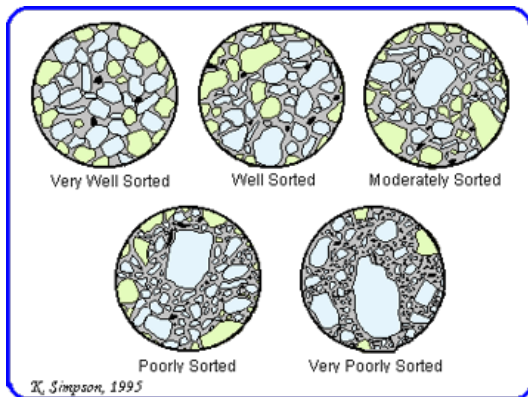 Very Well Sorted
Well Sorted
Moderately Sorted
Poorly Sorted
Very Poorly Sorted
K. Simpson, 1995